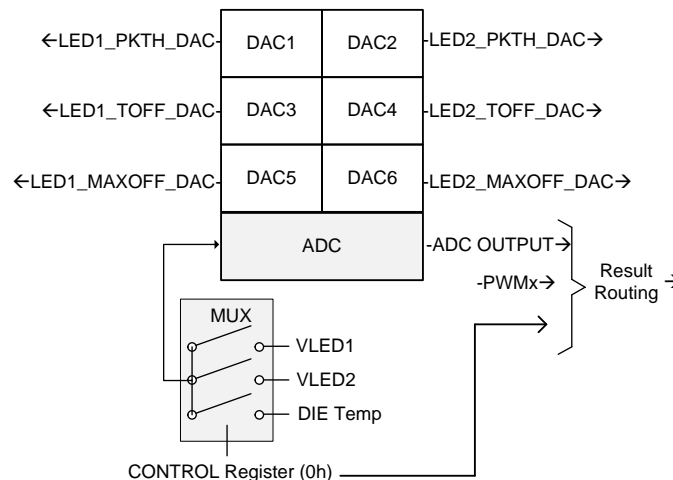 ←LED1_PKTH_DAC- DAC1 DAC2 -LED2_PKTH_DAC→
←LED1_TOFF_DAC- DAC3 DAC4 -LED2_TOFF_DAC→
←LED1_MAXOFF_DAC- DAC5 DAC6 -LED2_MAXOFF_DAC→
ADC -ADC OUTPUT→
-PWMx→
Result
Routing →
MUX
VLED1
VLED2
DIE Temp
CONTROL Register (0h)